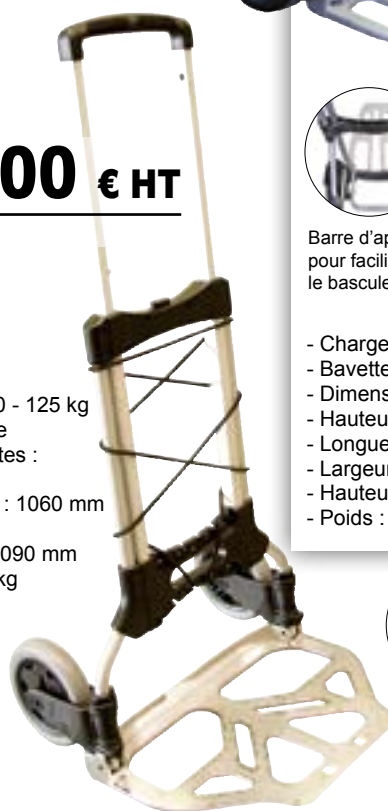 00 € HT
0 - 125 kg
e
tes :
: 1060 mm
090 mm
kg
Barre d'ap
pour facili
le bascule
- Charge
- Bavette
- Dimens
- Hauteu
- Longue
- Largeur
- Hauteu
- Poids :